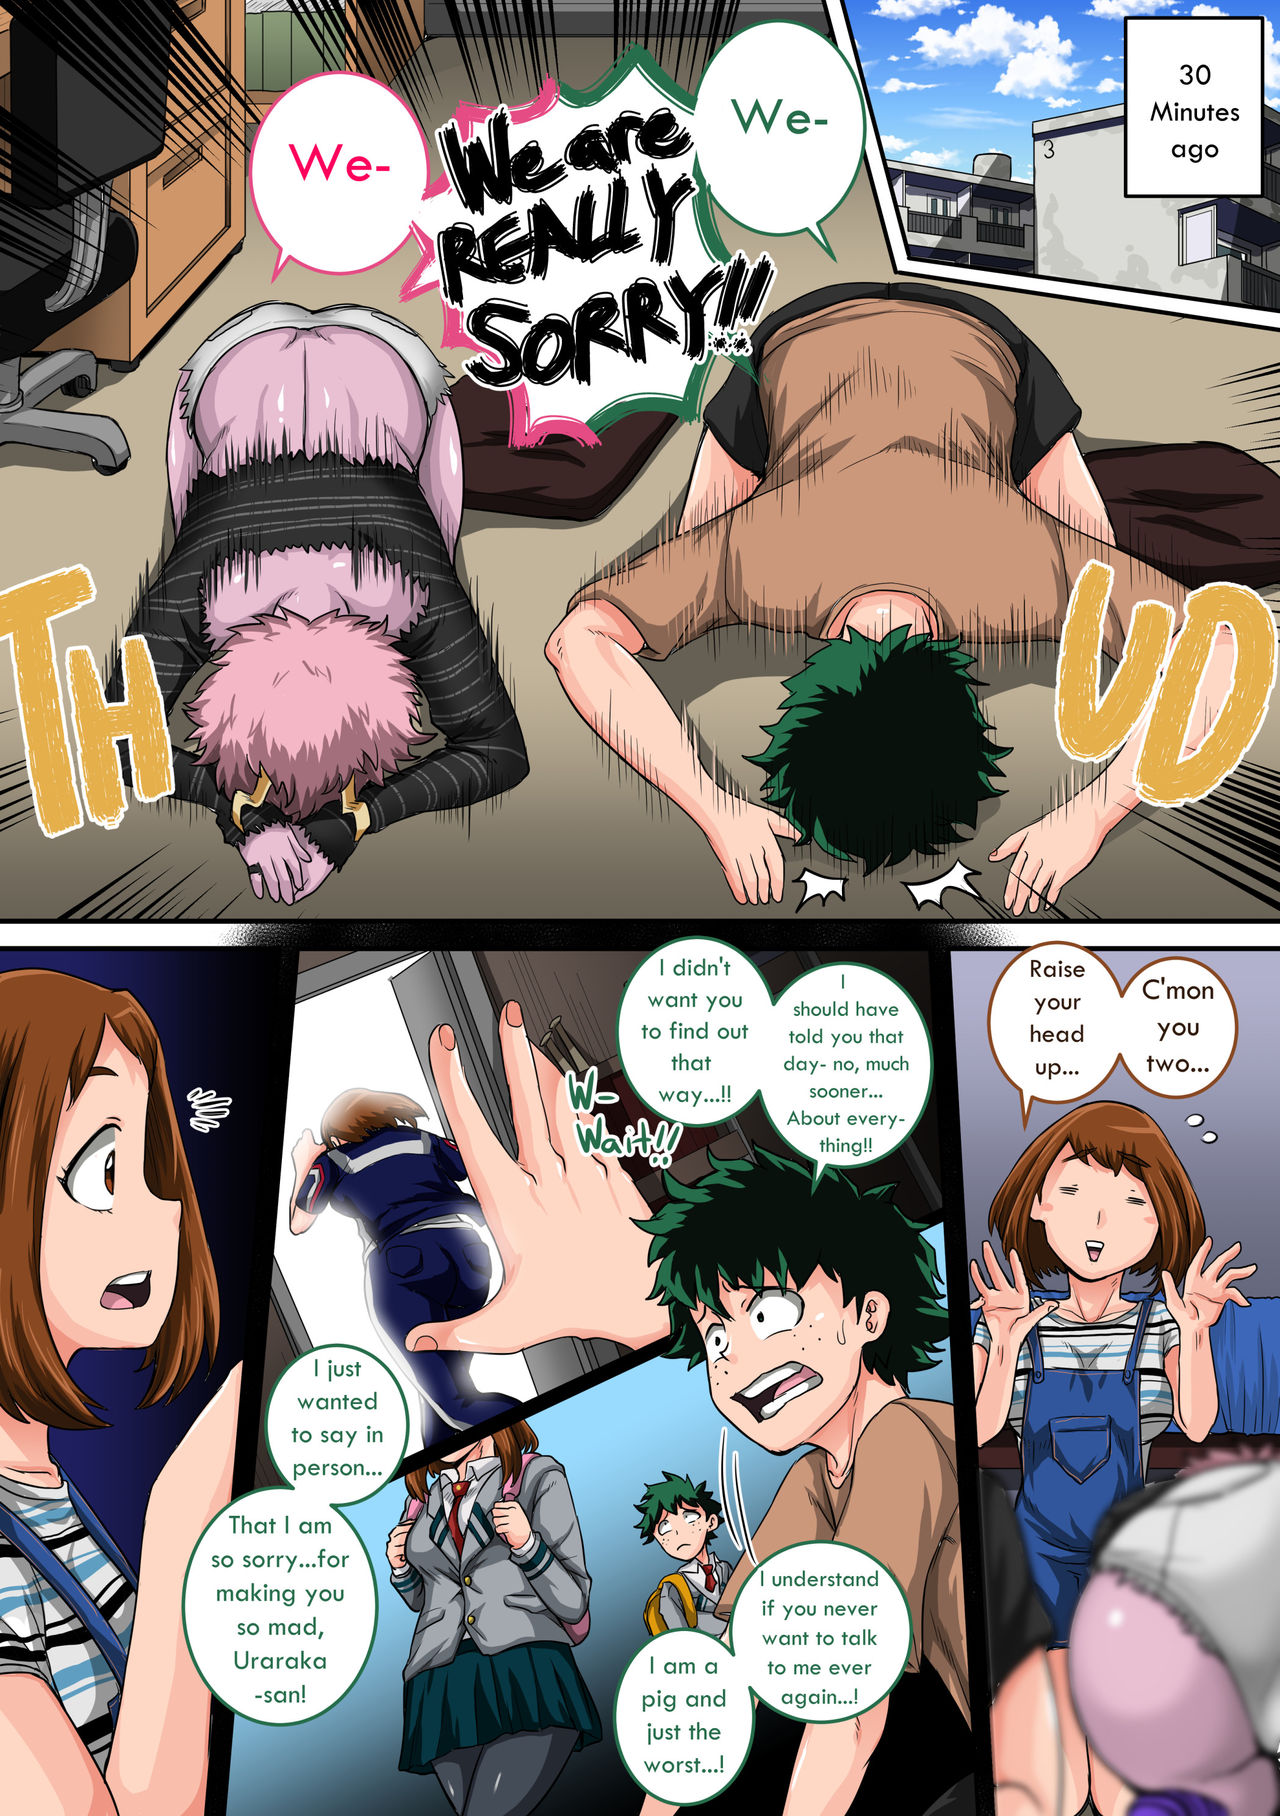 30
Minutes
ago
3
We-
We-
We are
REALLY
SORRY!!...
THUD
C'mon
you
two...
Raise
your
head
up...
I
should have
told you that
day- no, much
sooner...
About every-
thing!!
I didn't
want you
to find out
that
way...!!
W-
Wait!!
I understand
if you never
want to talk
to me ever
again...!
I am a
pig and
just the
worst...!
I just
wanted
to say in
person...
That I am
so sorry...for
making you
so mad,
Uraraka
-san!